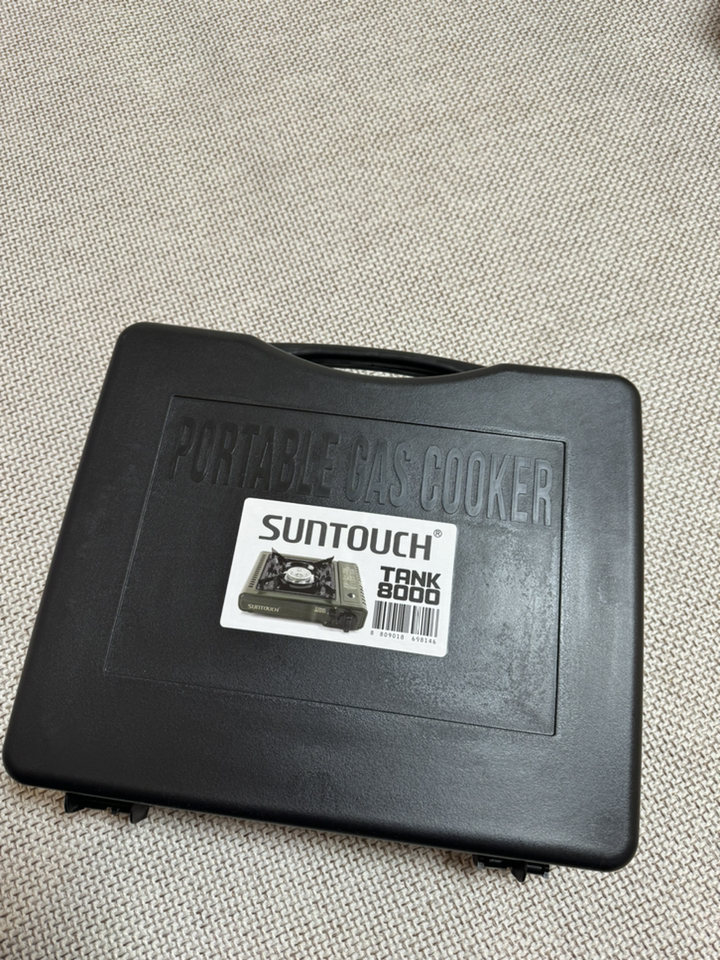 PORTABLE GAS COOKER
SUNTOUCH®
TANK
8000
SUNTOUCH
8 809018 698146